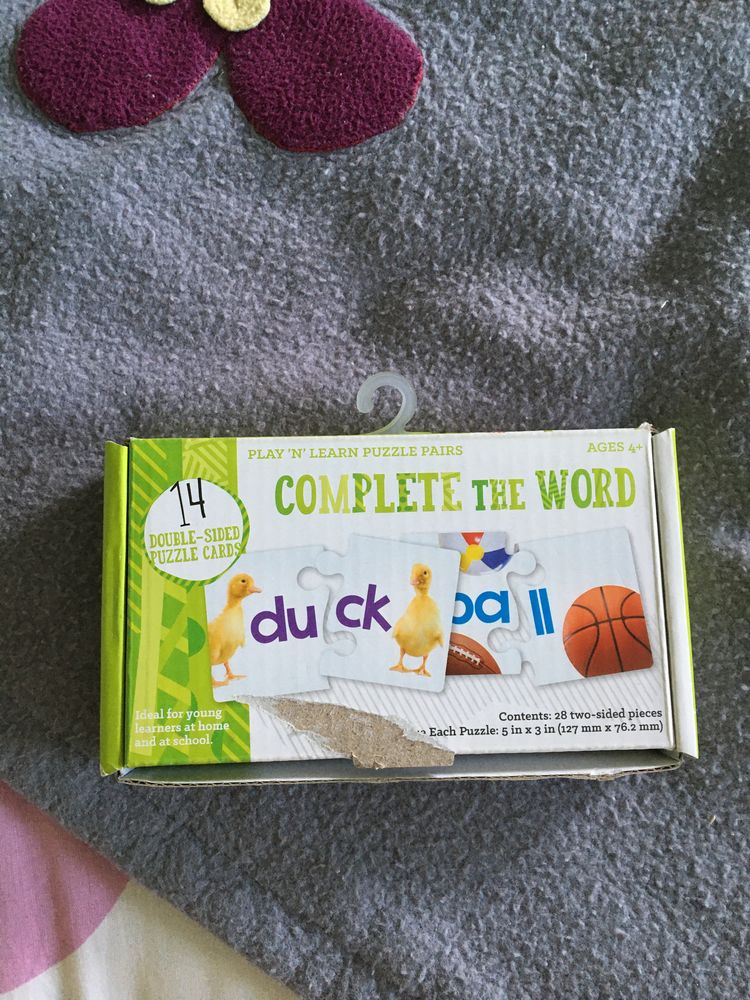 PLAY 'N' LEARN PUZZLE PAIRS
AGES 4+
COMPLETE THE WORD
14
DOUBLE-SIDED
PUZZLE CARDS
du ck
ba ll
Ideal for young
learners at home
and at school.
Contents: 28 two-sided pieces
Each Puzzle: 5 in x 3 in (127 mm x 76.2 mm)